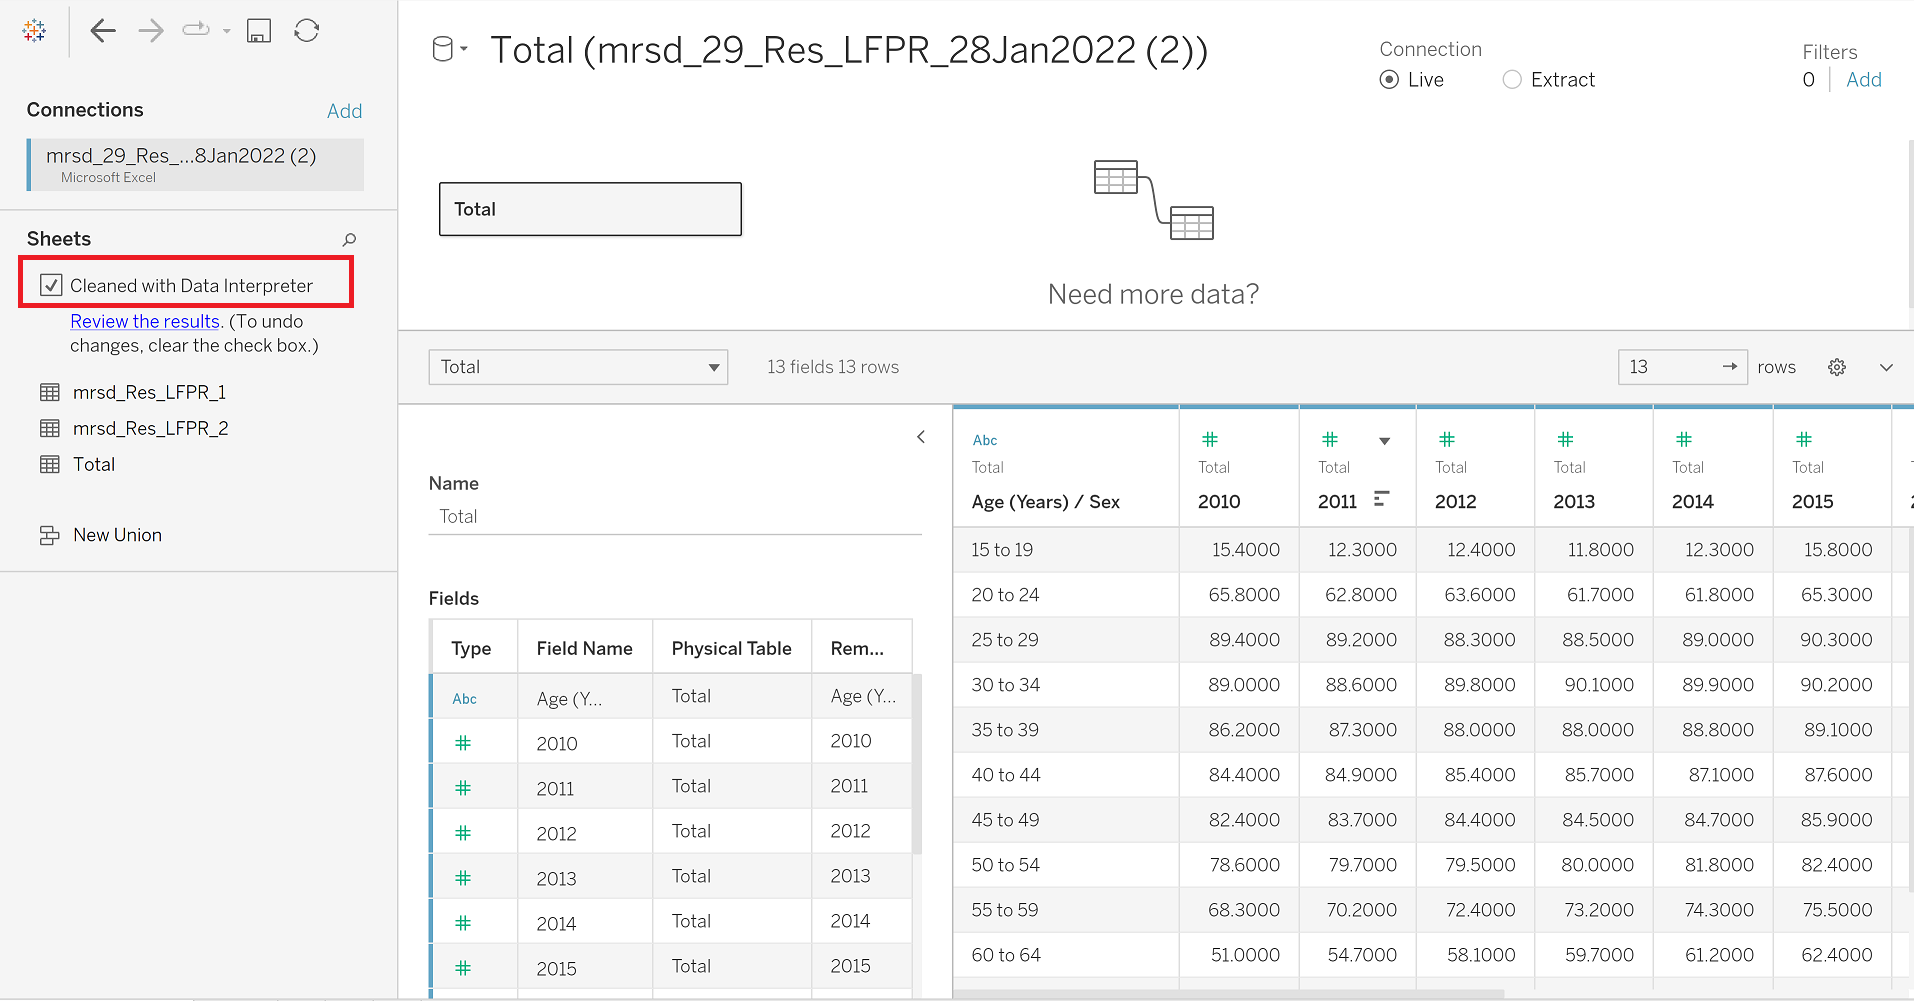 Total (mrsd_29_Res_LFPR_28Jan2022 (2))
Connection
Live
Extract
Filters
0
Add
Connections
Add
mrsd_29_Res_...8Jan2022 (2)
Microsoft Excel
Sheets
Cleaned with Data Interpreter
Review the results. (To undo
changes, clear the check box.)
mrsd_Res_LFPR_1
mrsd_Res_LFPR_2
Total
New Union
Total
Need more data?
Total
13 fields 13 rows
13
rows
Name
Total
Fields
Type Field Name Physical Table Rem...
Abc Age (Y... Total Age (Y...
2010 Total 2010
2011 Total 2011
2012 Total 2012
2013 Total 2013
2014 Total 2014
2015 Total 2015
Abc # # # # # #
Total Total Total Total Total Total Total
Age (Years) / Sex 2010 2011 2012 2013 2014 2015
15 to 19 15.4000 12.3000 12.4000 11.8000 12.3000 15.8000
20 to 24 65.8000 62.8000 63.6000 61.7000 61.8000 65.3000
25 to 29 89.4000 89.2000 88.3000 88.5000 89.0000 90.3000
30 to 34 89.0000 88.6000 89.8000 90.1000 89.9000 90.2000
35 to 39 86.2000 87.3000 88.0000 88.0000 88.8000 89.1000
40 to 44 84.4000 84.9000 85.4000 85.7000 87.1000 87.6000
45 to 49 82.4000 83.7000 84.4000 84.5000 84.7000 85.9000
50 to 54 78.6000 79.7000 79.5000 80.0000 81.8000 82.4000
55 to 59 68.3000 70.2000 72.4000 73.2000 74.3000 75.5000
60 to 64 51.0000 54.7000 58.1000 59.7000 61.2000 62.4000